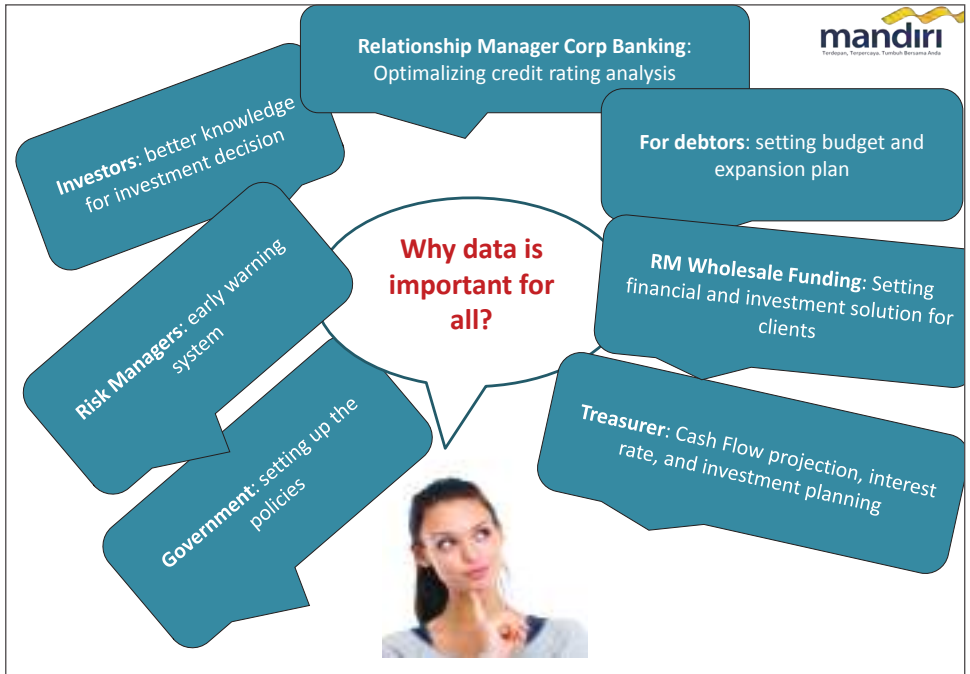 mandiri
Terdepan, Terpercaya. Tumbuh Bersama Anda
Relationship Manager Corp Banking:
Optimalizing credit rating analysis
Investors: better knowledge
for investment decision
For debtors: setting budget and
expansion plan
Why data is
important for
all?
RM Wholesale Funding: Setting
financial and investment solution for
clients
Risk Managers: early warning
system
Treasurer: Cash Flow projection, interest
rate, and investment planning
Government: setting up the
policies